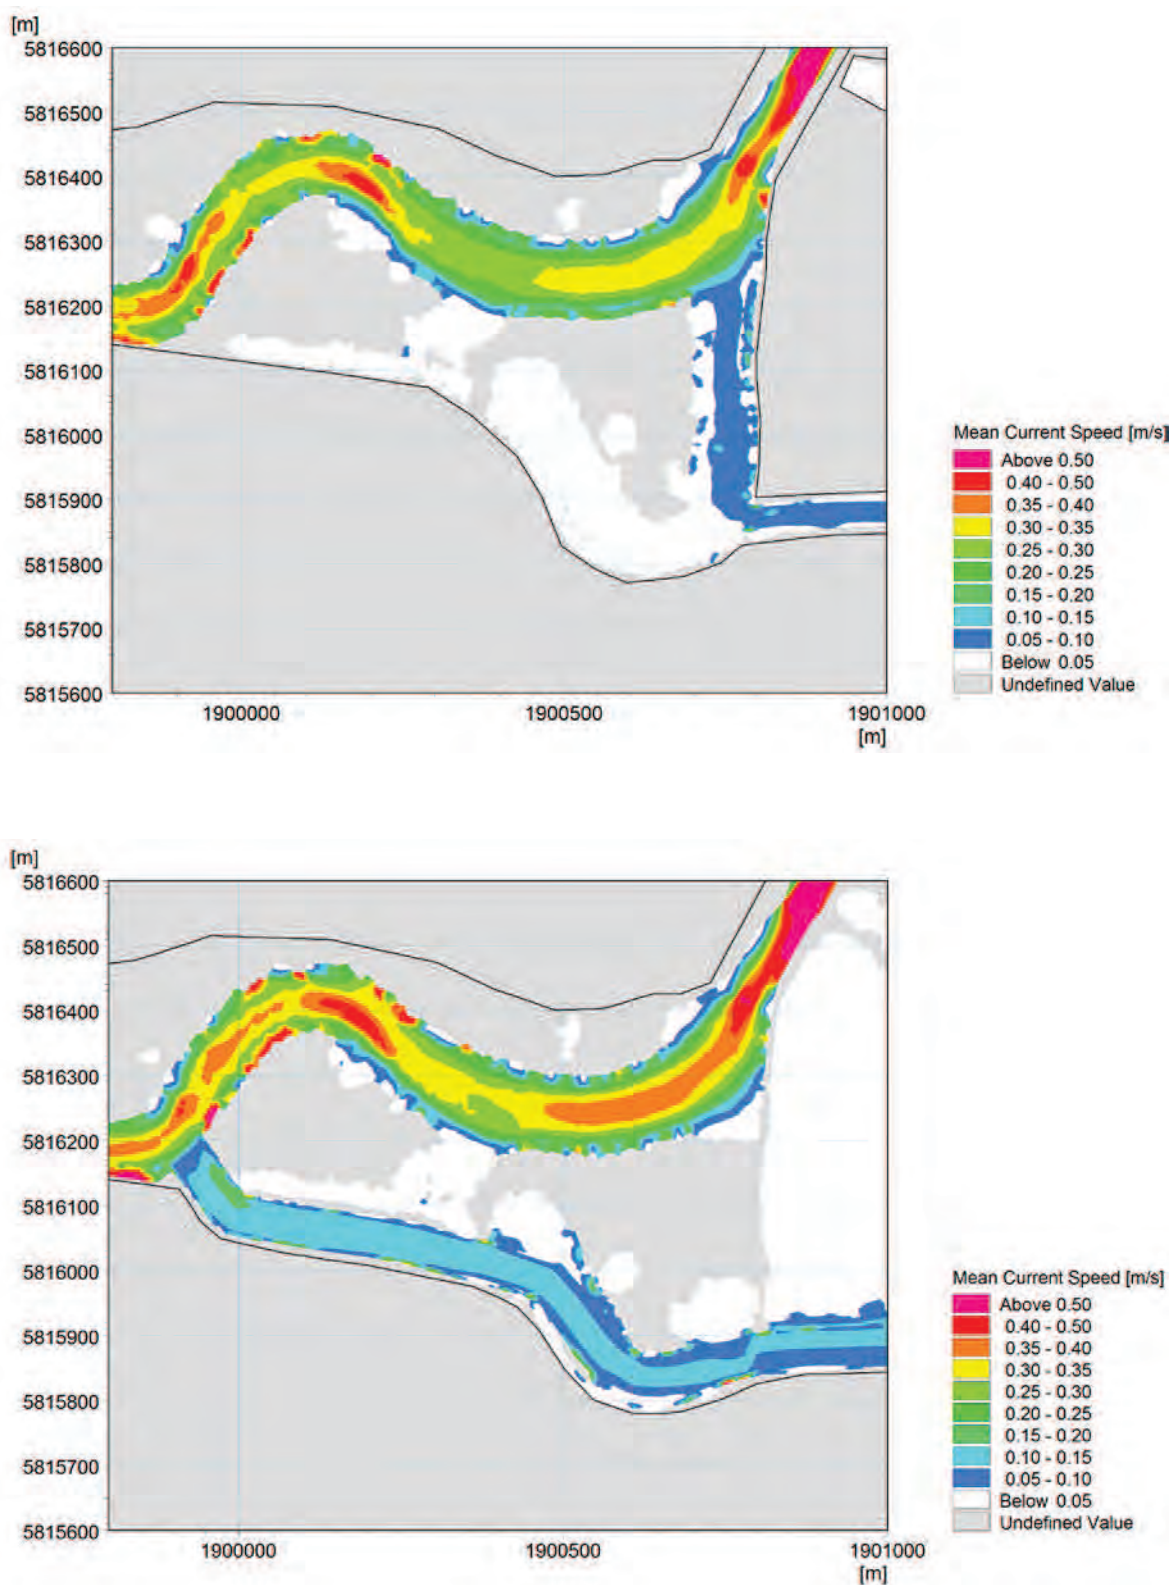 [m]
5816600
5816500
5816400
5816300
5816200
5816100
5816000
5815900
5815800
5815700
5815600
1900000 1900500 1901000
[m]
Mean Current Speed [m/s]
Above 0.50
0.40 - 0.50
0.35 - 0.40
0.30 - 0.35
0.25 - 0.30
0.20 - 0.25
0.15 - 0.20
0.10 - 0.15
0.05 - 0.10
Below 0.05
Undefined Value
[m]
5816600
5816500
5816400
5816300
5816200
5816100
5816000
5815900
5815800
5815700
5815600
1900000 1900500 1901000
[m]
Mean Current Speed [m/s]
Above 0.50
0.40 - 0.50
0.35 - 0.40
0.30 - 0.35
0.25 - 0.30
0.20 - 0.25
0.15 - 0.20
0.10 - 0.15
0.05 - 0.10
Below 0.05
Undefined Value